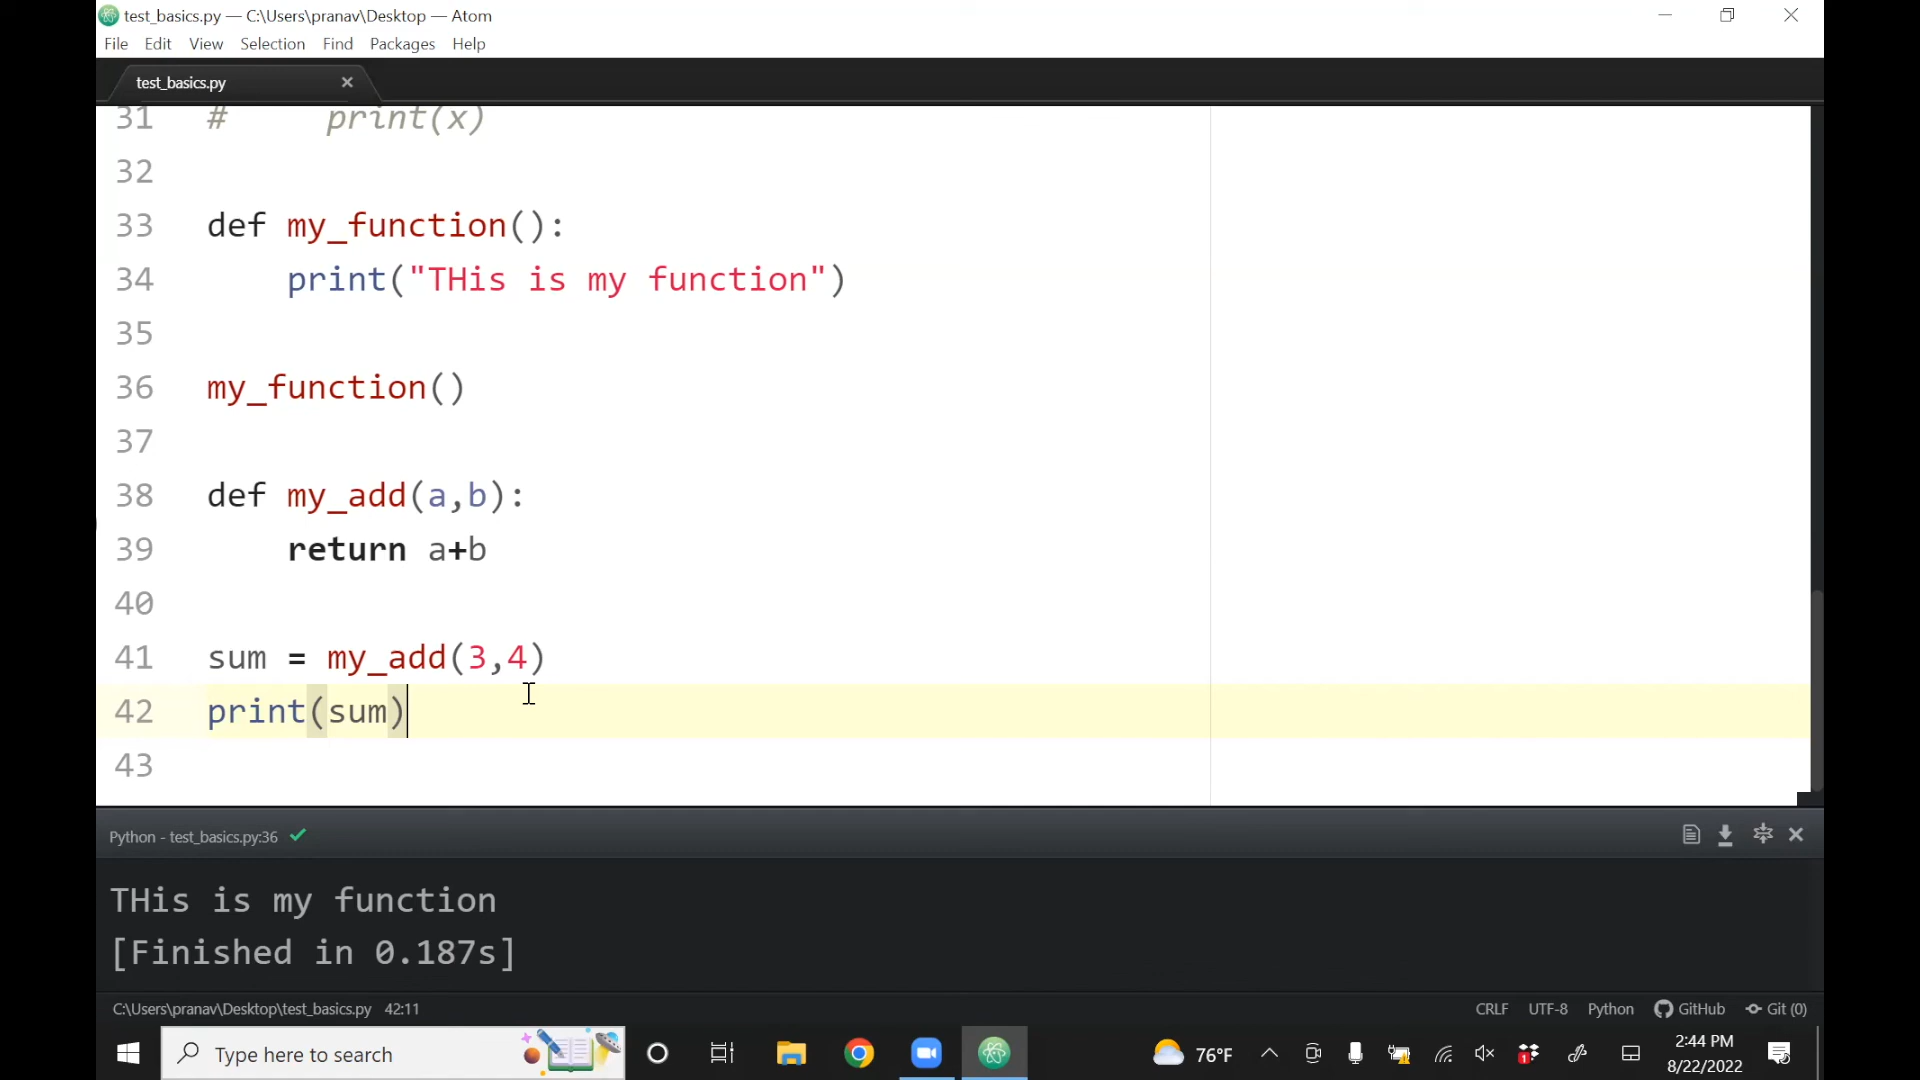 test_basics.py — C:\Users\pranav\Desktop — Atom
File Edit View Selection Find Packages Help
test_basics.py
31 # print(x)
32
33 def my_function():
34 print("THis is my function")
35
36 my_function()
37
38 def my_add(a,b):
39 return a+b
40
41 sum = my_add(3,4)
42 print(sum)
43
Python - test_basics.py:36
THis is my function
[Finished in 0.187s]
C:\Users\pranav\Desktop\test_basics.py 42:11 CRLF UTF-8 Python GitHub Git (0)
Type here to search 76°F 1 2:44 PM
8/22/2022